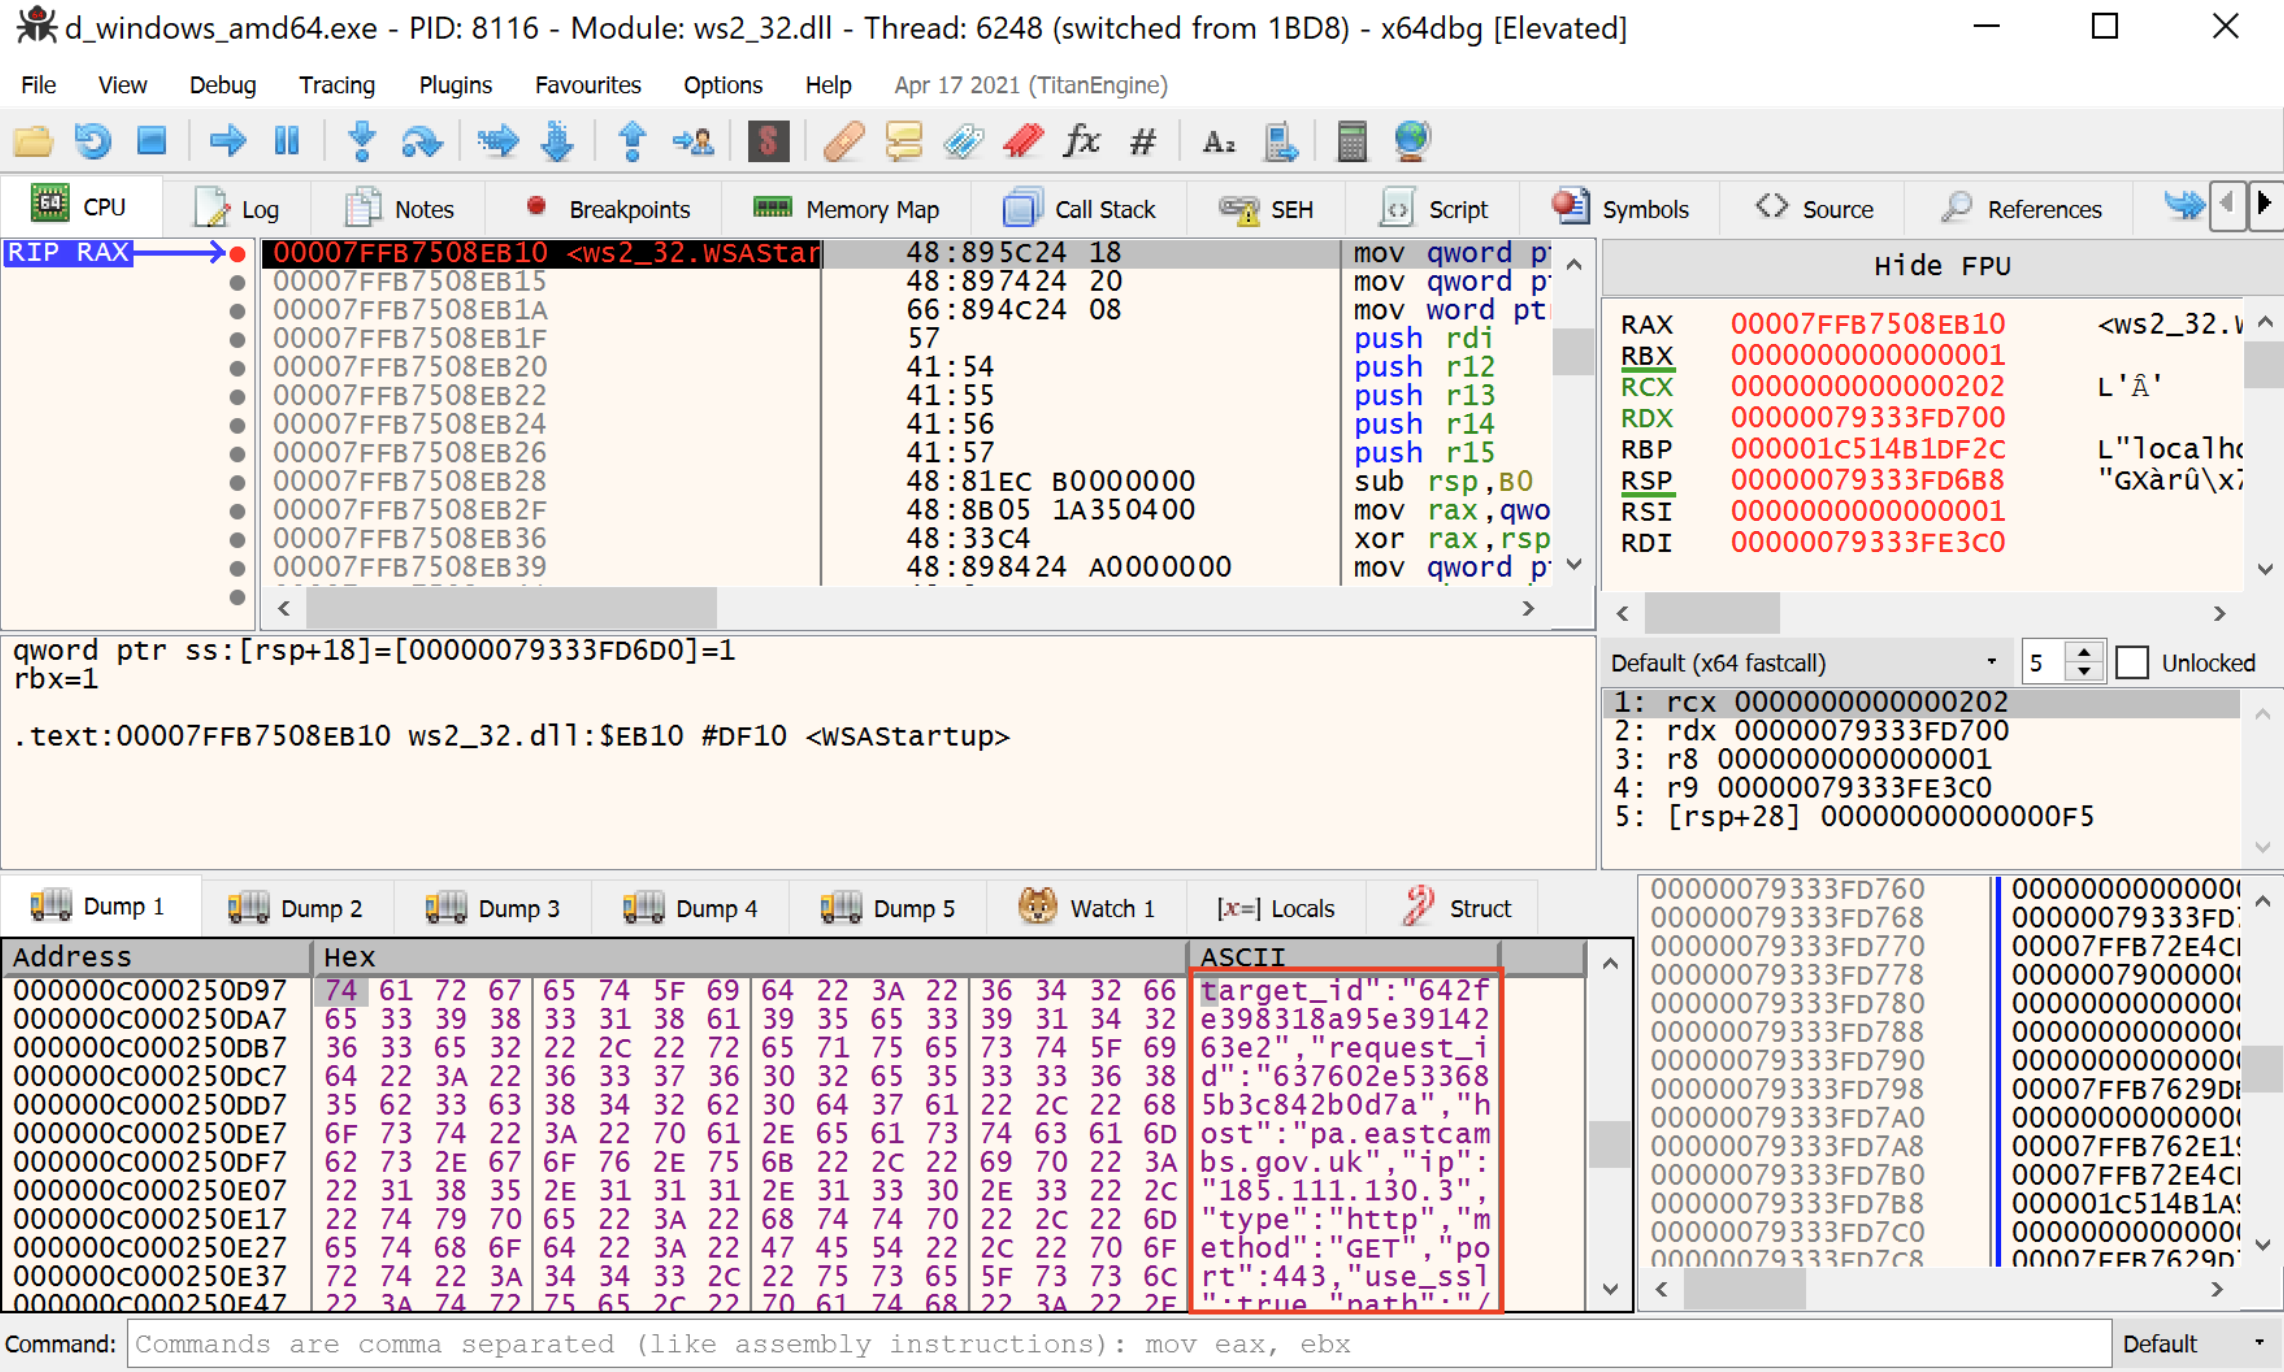 d_windows_amd64.exe - PID: 8116 - Module: ws2_32.dll - Thread: 6248 (switched from 1BD8) - x64dbg [Elevated]
File View Debug Tracing Plugins Favourites Options Help Apr 17 2021 (TitanEngine)
CPU Log Notes Breakpoints Memory Map Call Stack SEH Script Symbols Source References
RIP RAX
00007FFB7508EB10 <ws2_32.WSAStar 48:895C24 18 mov qword p
00007FFB7508EB15 48:897424 20 mov qword p
00007FFB7508EB1A 66:894C24 08 mov word pt
00007FFB7508EB1F 57 push rdi
00007FFB7508EB20 41:54 push r12
00007FFB7508EB22 41:55 push r13
00007FFB7508EB24 41:56 push r14
00007FFB7508EB26 41:57 push r15
00007FFB7508EB28 48:81EC B0000000 sub rsp,B0
00007FFB7508EB2F 48:8B05 1A350400 mov rax,qwo
00007FFB7508EB36 48:33C4 xor rax,rsp
00007FFB7508EB39 48:898424 A0000000 mov qword p
Hide FPU
RAX 00007FFB7508EB10 <ws2_32.
RBX 0000000000000001
RCX 0000000000000202 L'Ȃ'
RDX 00000079333FD700
RBP 000001C514B1DF2C L"localho
RSP 00000079333FD6B8 "GXàrû\x7
RSI 0000000000000001
RDI 00000079333FE3C0
qword ptr ss:[rsp+18]=[00000079333FD6D0]=1
rbx=1
.text:00007FFB7508EB10 ws2_32.dll:$EB10 #DF10 <WSAStartup>
Default (x64 fastcall) 5 Unlocked
1: rcx 0000000000000202
2: rdx 00000079333FD700
3: r8 0000000000000001
4: r9 00000079333FE3C0
5: [rsp+28] 00000000000000F5
Dump 1 Dump 2 Dump 3 Dump 4 Dump 5 Watch 1 [x=] Locals Struct
Address Hex ASCII
000000C000250D97 74 61 72 67 65 74 5F 69 64 22 3A 22 36 34 32 66 target_id":"642f
000000C000250DA7 65 33 39 38 33 31 38 61 39 35 65 33 39 31 34 32 e398318a95e39142
000000C000250DB7 36 33 65 32 22 2C 22 72 65 71 75 65 73 74 5F 69 63e2","request_i
000000C000250DC7 64 22 3A 22 36 33 37 36 30 32 65 35 33 33 36 38 d":"637602e53368
000000C000250DD7 35 62 33 63 38 34 32 62 30 64 37 61 22 2C 22 68 5b3c842b0d7a","h
000000C000250DE7 6F 73 74 22 3A 22 70 61 2E 65 61 73 74 63 61 6D ost":"pa.eastcam
000000C000250DF7 62 73 2E 67 6F 76 2E 75 6B 22 2C 22 69 70 22 3A bs.gov.uk","ip":
000000C000250E07 22 31 38 35 2E 31 31 31 2E 31 33 30 2E 33 22 2C "185.111.130.3",
000000C000250E17 22 74 79 70 65 22 3A 22 68 74 74 70 22 2C 22 6D "type":"http","m
000000C000250E27 65 74 68 6F 64 22 3A 22 47 45 54 22 2C 22 70 6F ethod":"GET","po
000000C000250E37 72 74 22 3A 34 34 33 2C 22 75 73 65 5F 73 73 6C rt":443,"use_ssl
000000C000250E47 22 3A 74 72 75 65 2C 22 70 61 74 68 22 3A 22 2F ":true,"path":"/
00000079333FD760 000000000000000
00000079333FD768 00000079333FD
00000079333FD770 00007FFB72E4C
00000079333FD778 0000007900000
00000079333FD780 000000000000000
00000079333FD788 000000000000000
00000079333FD790 000000000000000
00000079333FD798 00007FFB7629D
00000079333FD7A0 000000000000000
00000079333FD7A8 00007FFB762E1
00000079333FD7B0 00007FFB72E4C
00000079333FD7B8 000001C514B1A
00000079333FD7C0 000000000000000
00000079333FD7C8 00007FFB7629D
Command: Commands are comma separated (like assembly instructions): mov eax, ebx Default